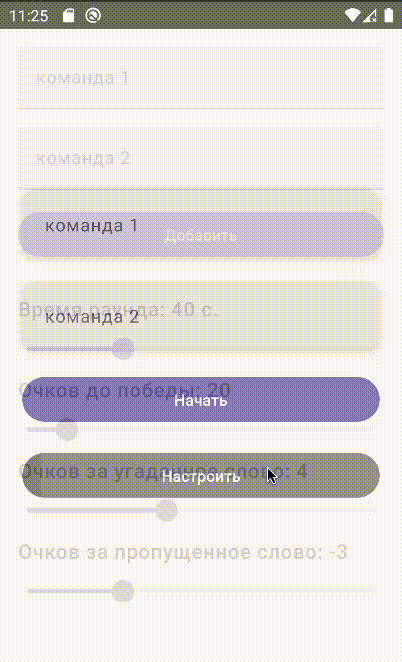 11:25
команда 1
команда 2
команда 1
Добавить
Время раунда: 40 с.
команда 2
Очков до победы: 20
Начать
Очков за угаданное слово: 4
Настроить
Очков за пропущенное слово: -3